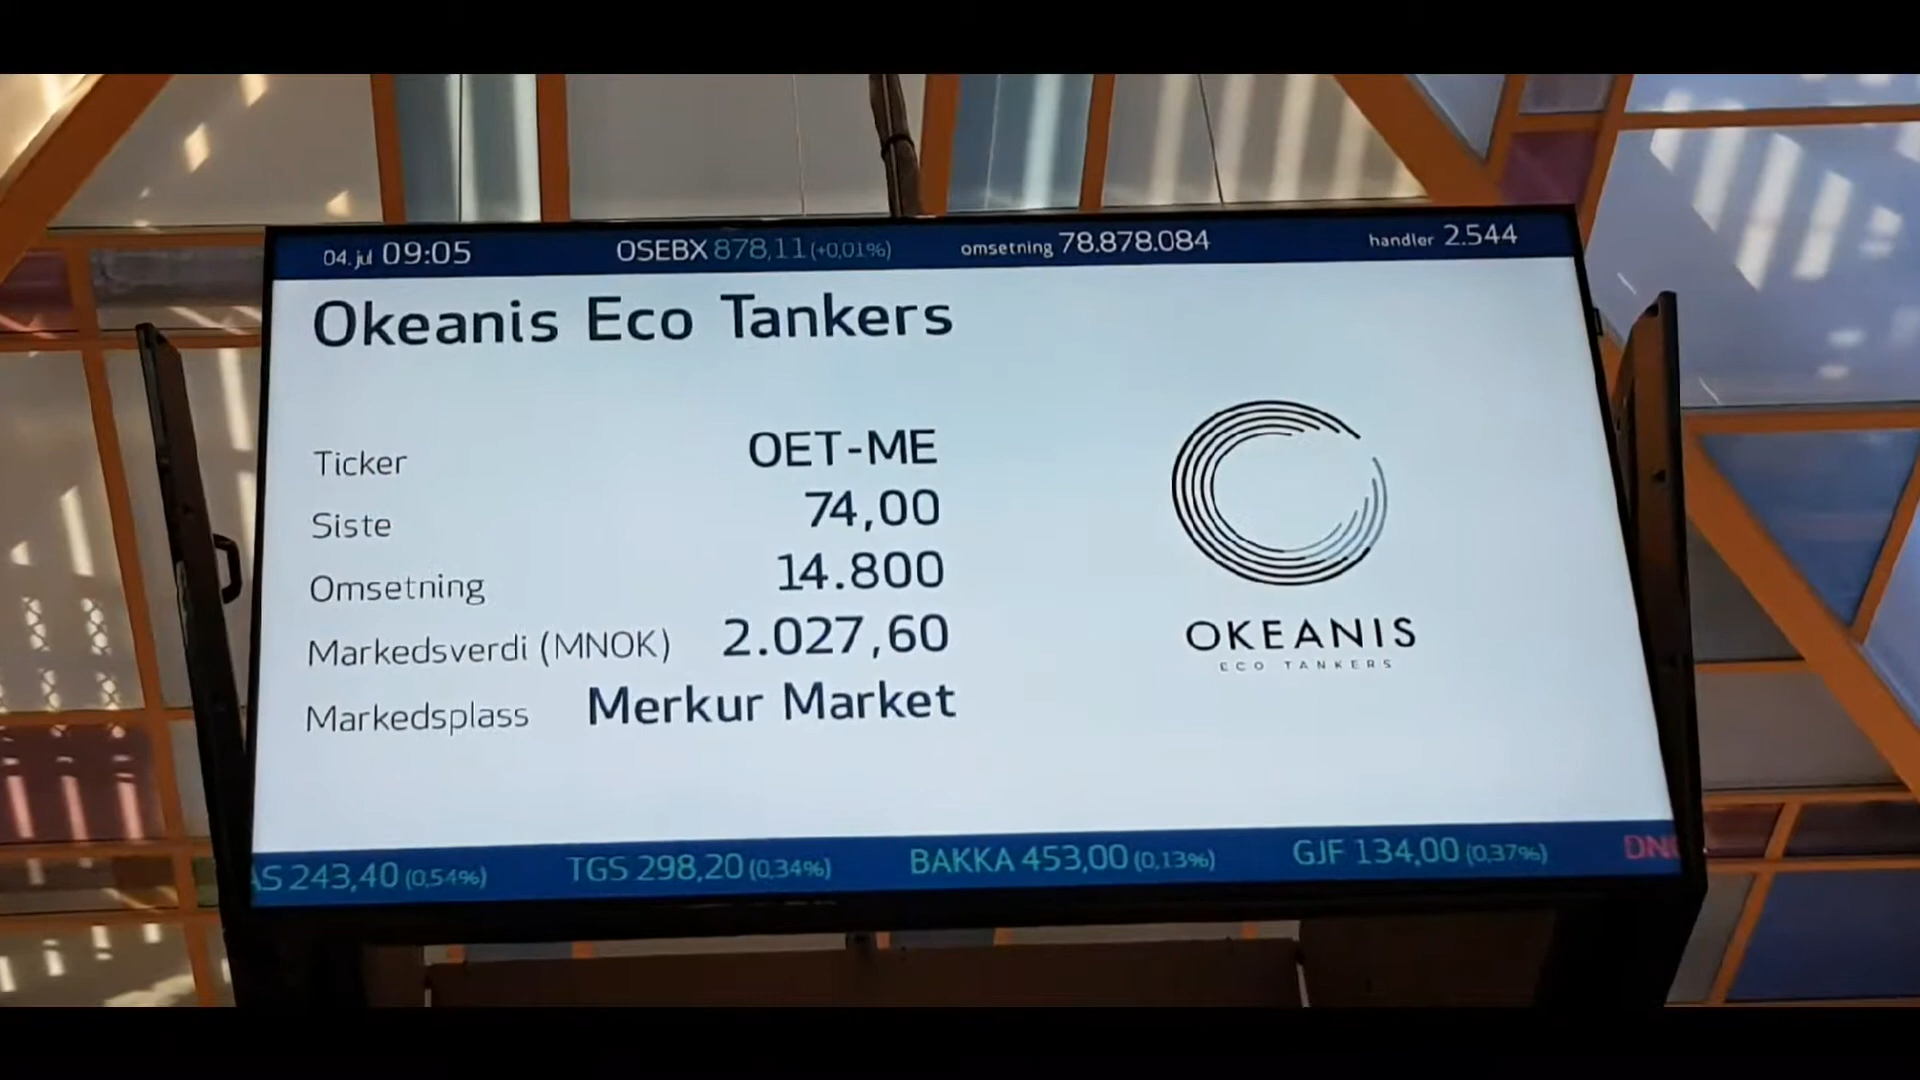 04. jul 09:05 OSEBX 878,11 (+0,01%) omsetning 78.878.084 handler 2.544
Okeanis Eco Tankers
Ticker OET-ME
Siste 74,00
Omsetning 14.800
Markedsverdi (MNOK) 2.027,60
Markedsplass Merkur Market
OKEANIS
ECO TANKERS
243,40 (0,54%) TGS 298,20 (0,34%) BAKKA 453,00 (0,13%) GJF 134,00 (0,37%)